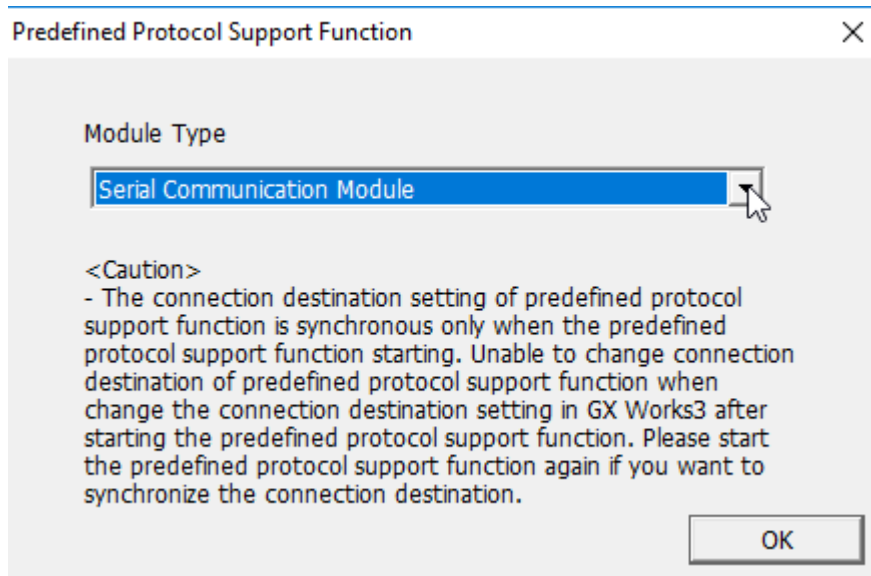 Predefined Protocol Support Function
Module Type
Serial Communication Module
<Caution>
- The connection destination setting of predefined protocol
support function is synchronous only when the predefined
protocol support function starting. Unable to change connection
destination of predefined protocol support function when
change the connection destination setting in GX Works3 after
starting the predefined protocol support function. Please start
the predefined protocol support function again if you want to
synchronize the connection destination.
OK